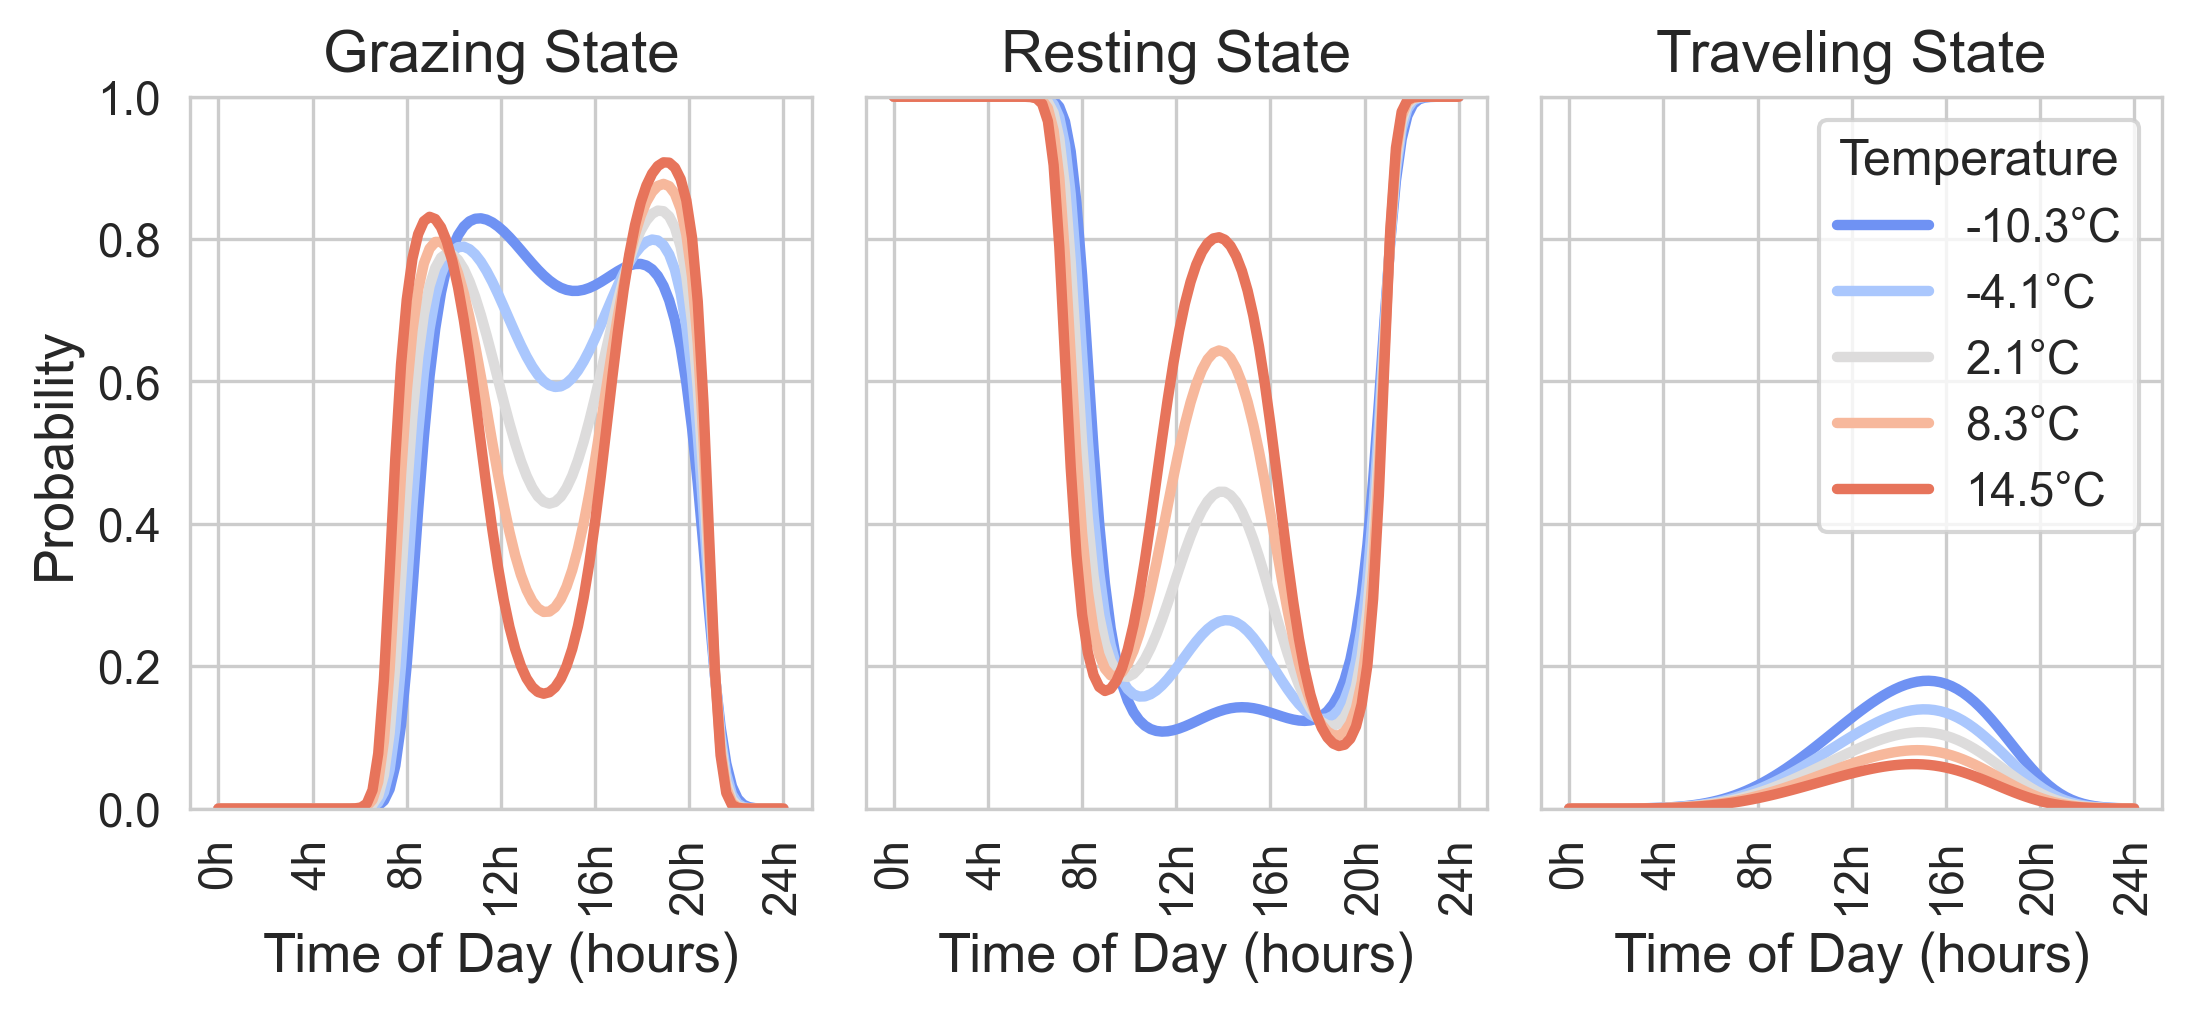 Grazing State
Resting State
Traveling State
Probability
1.0
0.8
0.6
0.4
0.2
0.0
0h
4h
8h
12h
16h
20h
24h
Time of Day (hours)
0h
4h
8h
12h
16h
20h
24h
Time of Day (hours)
Temperature
-10.3°C
-4.1°C
2.1°C
8.3°C
14.5°C
0h
4h
8h
12h
16h
20h
24h
Time of Day (hours)